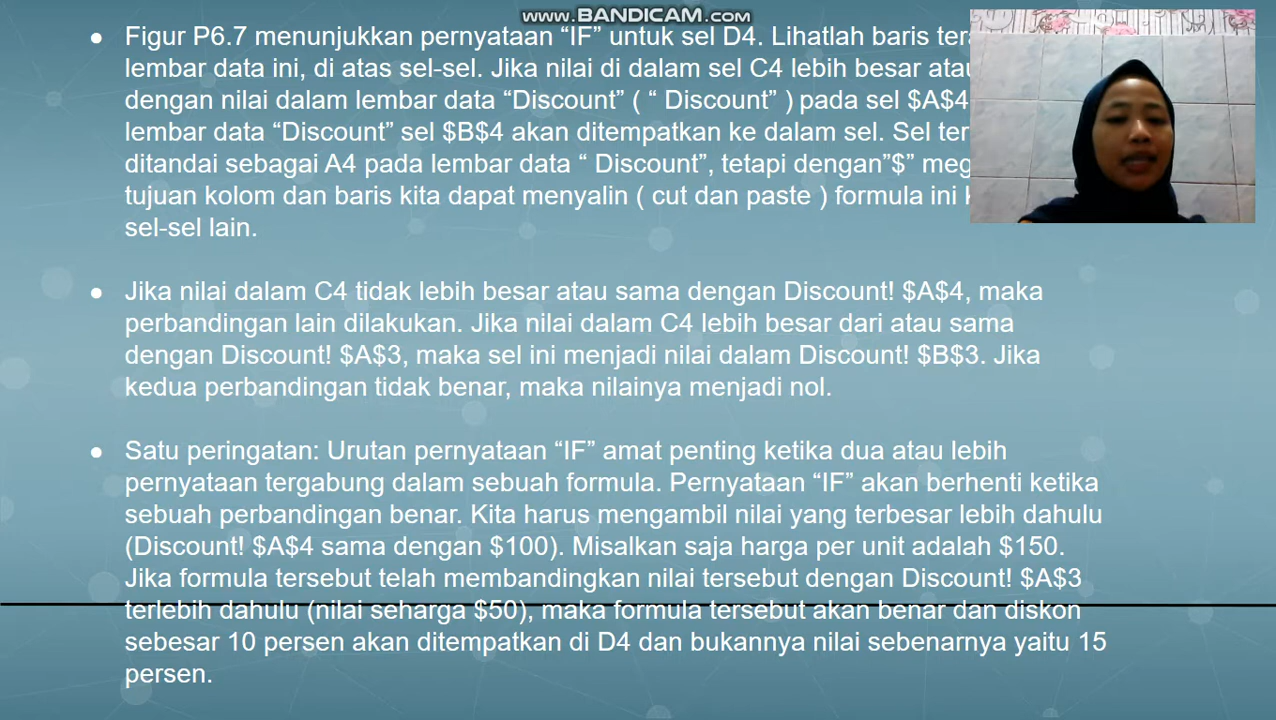 www.BANDICAM.com
Figur P6.7 menunjukkan pernyataan “IF” untuk sel D4. Lihatlah baris
lembar data ini, di atas sel-sel. Jika nilai di dalam sel C4 lebih besar
dengan nilai dalam lembar data “Discount” ( “ Discount” ) pada sel $A$4
lembar data “Discount” sel $B$4 akan ditempatkan ke dalam sel. Sel
ditandai sebagai A4 pada lembar data “ Discount”, tetapi dengan”$”
tujuan kolom dan baris kita dapat menyalin ( cut dan paste ) formula ini
sel-sel lain.
Jika nilai dalam C4 tidak lebih besar atau sama dengan Discount! $A$4, maka
perbandingan lain dilakukan. Jika nilai dalam C4 lebih besar dari atau sama
dengan Discount! $A$3, maka sel ini menjadi nilai dalam Discount! $B$3. Jika
kedua perbandingan tidak benar, maka nilainya menjadi nol.
Satu peringatan: Urutan pernyataan “IF” amat penting ketika dua atau lebih
pernyataan tergabung dalam sebuah formula. Pernyataan “IF” akan berhenti ketika
sebuah perbandingan benar. Kita harus mengambil nilai yang terbesar lebih dahulu
(Discount! $A$4 sama dengan $100). Misalkan saja harga per unit adalah $150.
Jika formula tersebut telah membandingkan nilai tersebut dengan Discount! $A$3
terlebih dahulu (nilai seharga $50), maka formula tersebut akan benar dan diskon
sebesar 10 persen akan ditempatkan di D4 dan bukannya nilai sebenarnya yaitu 15
persen.